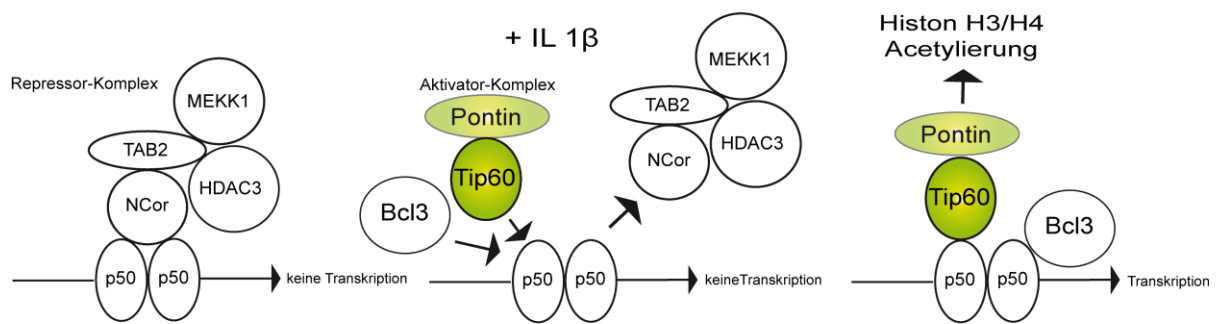 Repressor-Komplex
MEKK1
TAB2
HDAC3
NCor
p50
p50
keine Transkription
+ IL 1β
Aktivator-Komplex
Pontin
Tip60
Bcl3
p50
p50
MEKK1
TAB2
HDAC3
NCor
keineTranskription
Histon H3/H4
Acetylierung
Pontin
Tip60
Bcl3
p50
p50
Transkription